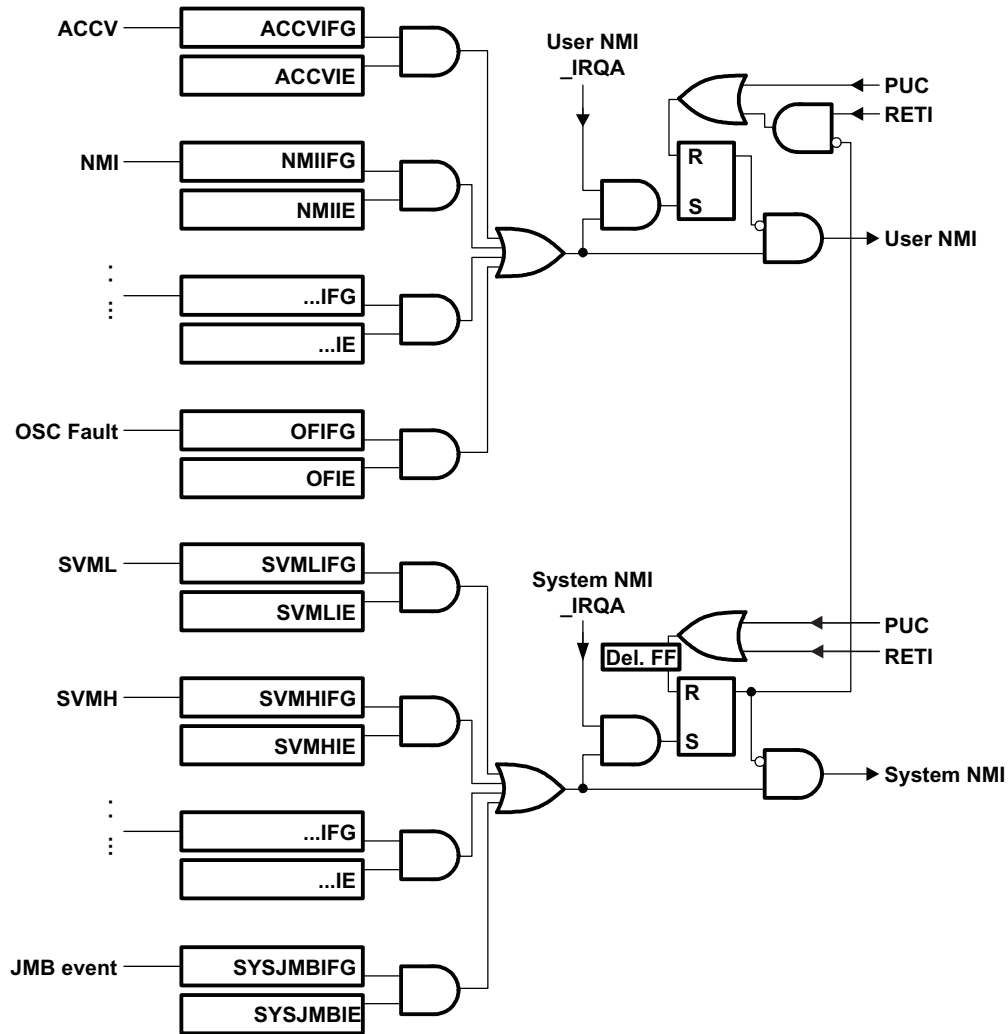 ACCV
ACCVIFG
ACCVIE
User NMI
_IRQA
PUC
RETI
NMI
NMIIFG
NMIIE
R
S
User NMI
. . ...
...IFG
...IE
OSC Fault
OFIFG
OFIE
SVML
SVMLIFG
SVMLIE
System NMI
_IRQA
PUC
RETI
Del. FF
SVMH
SVMHIFG
SVMHIE
R
S
System NMI
. . ...
...IFG
...IE
JMB event
SYSJMBIFG
SYSJMBIE